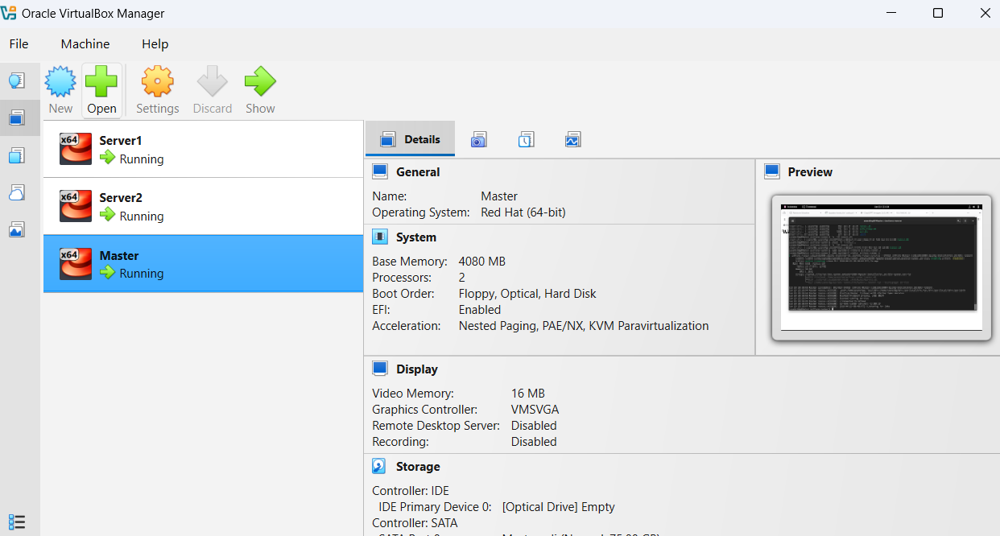 Oracle VirtualBox Manager
File Machine Help
New Open Settings Discard Show
x64 Server1
Running
x64 Server2
Running
x64 Master
Running
Details
General
Name: Master
Operating System: Red Hat (64-bit)
System
Base Memory: 4080 MB
Processors: 2
Boot Order: Floppy, Optical, Hard Disk
EFI: Enabled
Acceleration: Nested Paging, PAE/NX, KVM Paravirtualization
Preview
Display
Video Memory: 16 MB
Graphics Controller: VMSVGA
Remote Desktop Server: Disabled
Recording: Disabled
Storage
Controller: IDE
IDE Primary Device 0: [Optical Drive] Empty
Controller: SATA